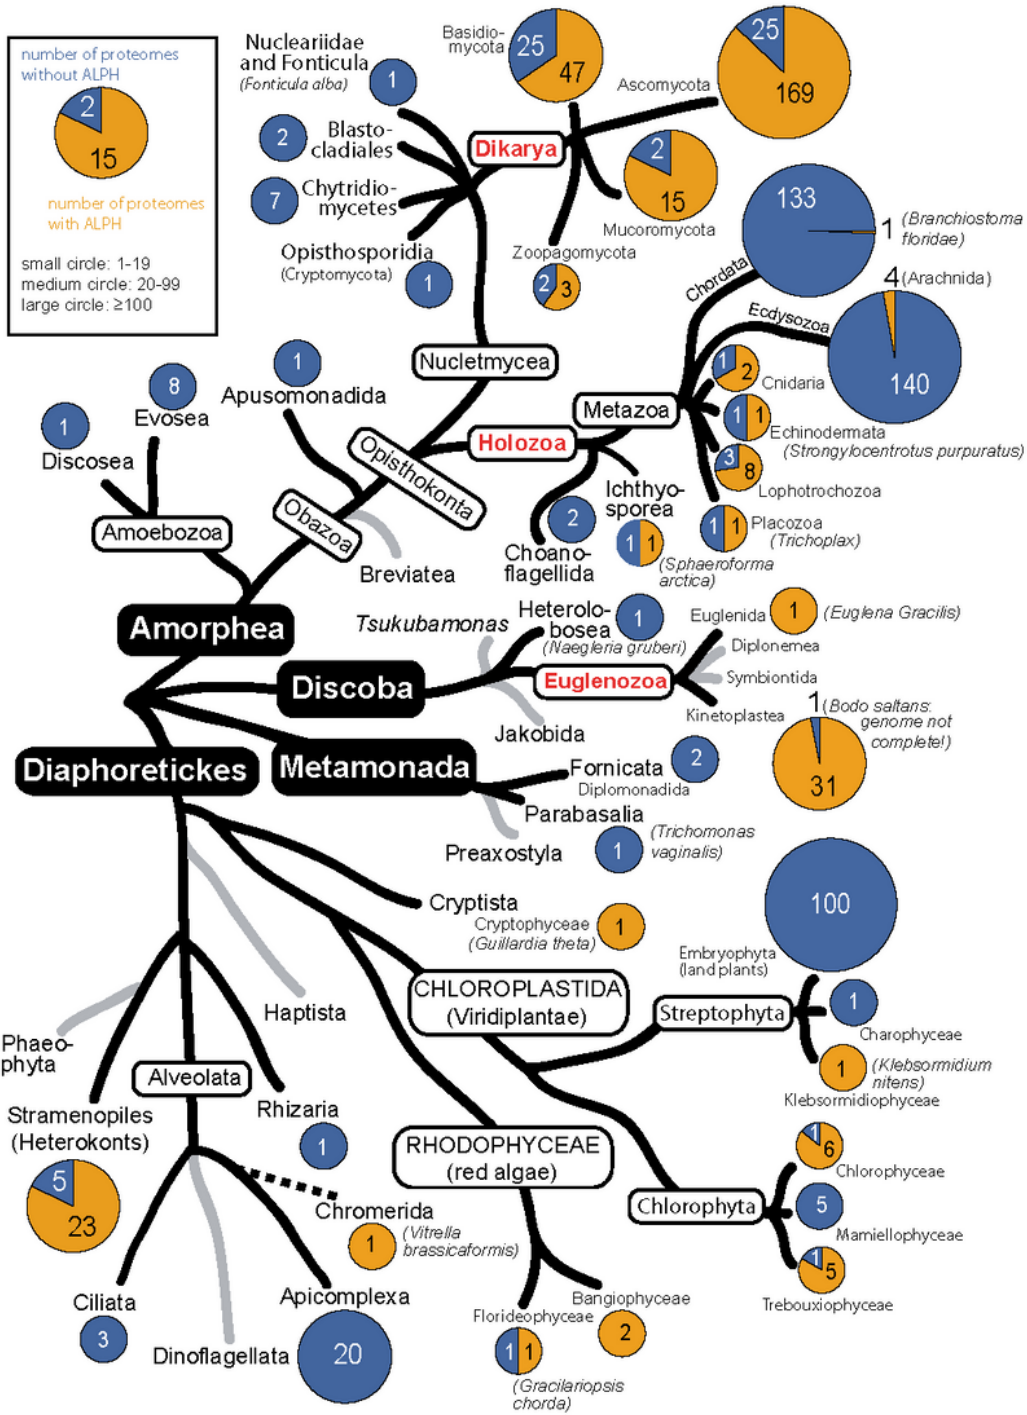 number of proteomes
without ALPH
2
15
number of proteomes
with ALPH
small circle: 1-19
medium circle: 20-99
large circle: ≥100
Nucleariidae
and Fonticula
(Fonticula alba)
1
2
Blasto-
cladiales
7
Chytridio-
mycetes
Opisthosporidia
(Cryptomycota)
1
Basidio-
mycota
25
47
Ascomycota
25
169
Dikarya
2
15
Mucoromycota
Zoopagomycota
2
3
133
1
(Branchiostoma
floridae)
Chordata
4
(Arachnida)
Ecdysozoa
140
Nucletmycea
Metazoa
1
2
Cnidaria
1
1
Echinodermata
(Strongylocentrotus purpuratus)
3
8
Lophotrochozoa
1
1
Placozoa
(Trichoplax)
Holozoa
Ichthyo-
sporea
1
1
(Sphaeroforma
arctica)
2
Choano-
flagellida
1
Apusomonadida
8
Evosea
1
Discosea
Amoebozoa
Opisthokonta
Obazoa
Breviatea
Amorphea
Tsukubamonas
Heterolo-
bosea
1
(Naegleria gruberi)
Euglenida
1
(Euglena Gracilis)
Diplonemea
Symbiontida
Kinetoplastea
Discoba
Euglenozoa
Jakobida
1
(Bodo saltans:
genome not
complete!)
31
Diaphoretickes
Metamonada
Fornicata
Diplomonadida
2
Parabasalia
1
(Trichomonas
vaginalis)
Preaxostyla
Cryptista
Cryptophyceae
(Guillardia theta)
1
100
Embryophyta
(land plants)
CHLOROPLASTIDA
(Viridiplantae)
Streptophyta
1
Charophyceae
1
(Klebsormidium
nitens)
Klebsormidiophyceae
Haptista
Phaeo-
phyta
Alveolata
Stramenopiles
(Heterokonts)
5
23
Rhizaria
1
RHODOPHYCEAE
(red algae)
Chlorophyta
1
6
Chlorophyceae
5
Mamiellophyceae
1
5
Trebouxiophyceae
Chromerida
1
(Vitrella
brassicaformis)
Ciliata
3
Dinoflagellata
Apicomplexa
20
Florideophyceae
1
1
(Gracilariopsis
chorda)
Bangiophyceae
2